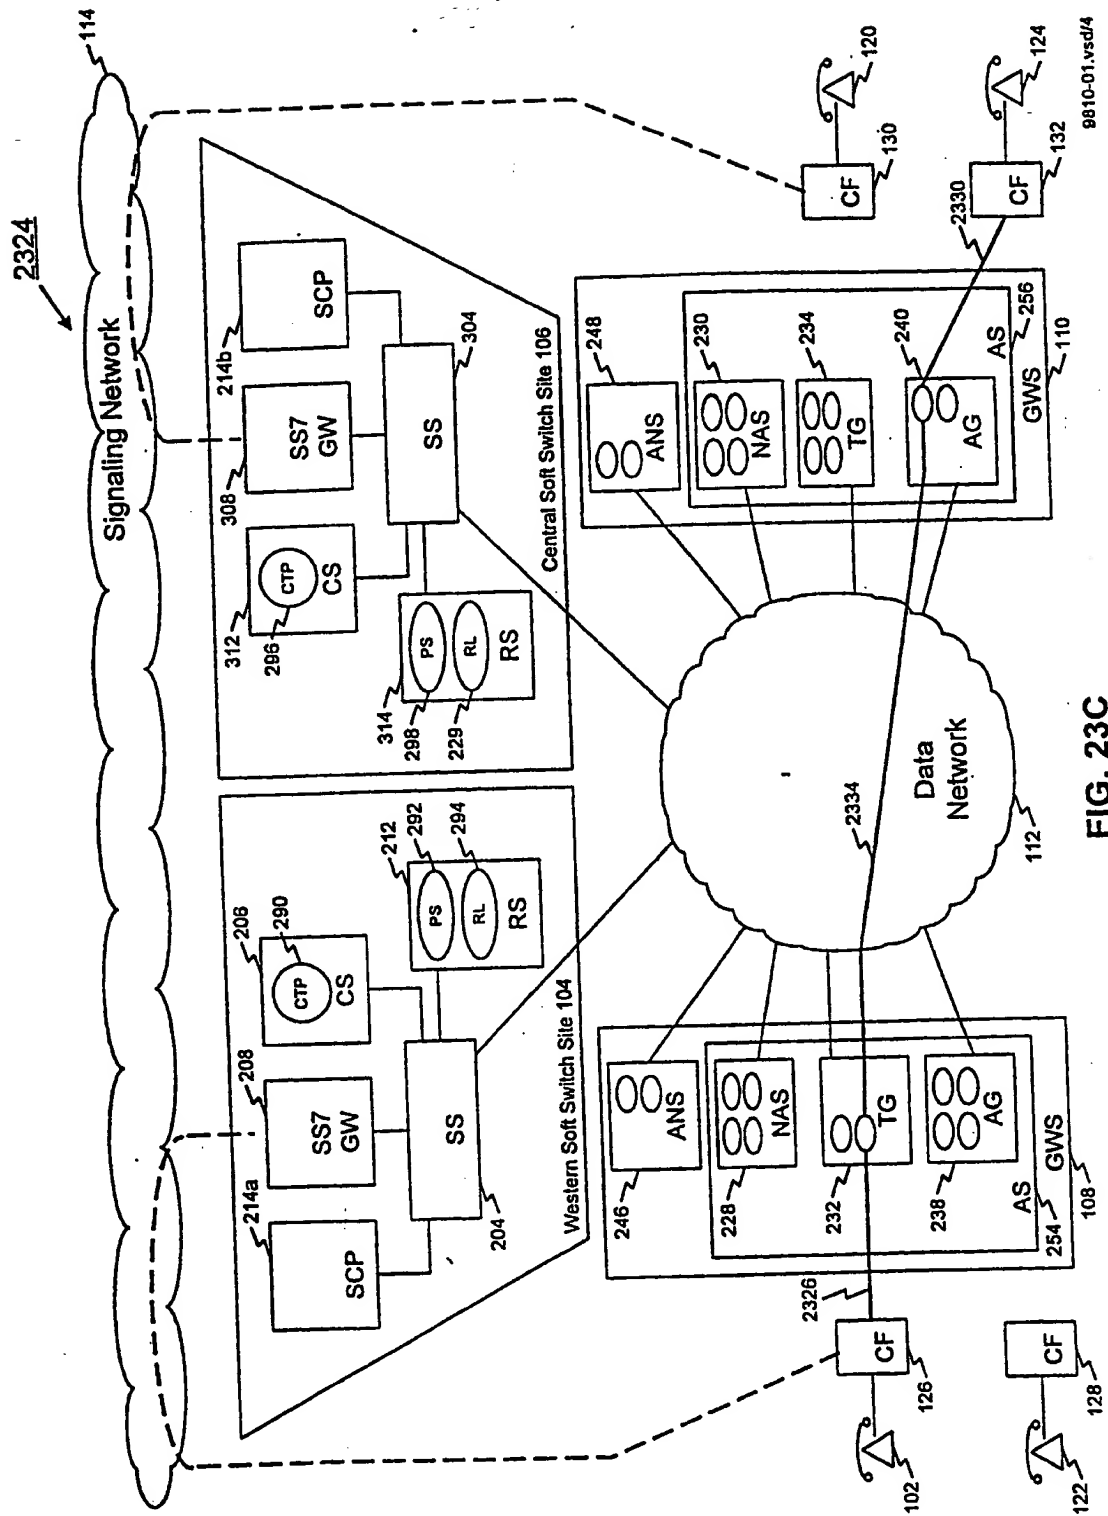 2324
114
Signaling Network
214a
SCP
208
SS7
GW
206
290
CTP
CS
SS
204
212
292
PS
294
RL
RS
Western Soft Switch Site 104
312
CTP
296
CS
308
SS7
GW
214b
SCP
SS
304
314
PS
298
RL
229
RS
Central Soft Switch Site 106
246
ANS
228
NAS
232
TG
238
AG
AS
254
GWS
108
248
ANS
230
NAS
234
TG
240
AG
AS
256
GWS
110
2334
Data
Network
112
102
CF
126
2326
122
CF
128
CF
130
120
2330
CF
132
124
FIG. 23C
9810-01.vsd/4